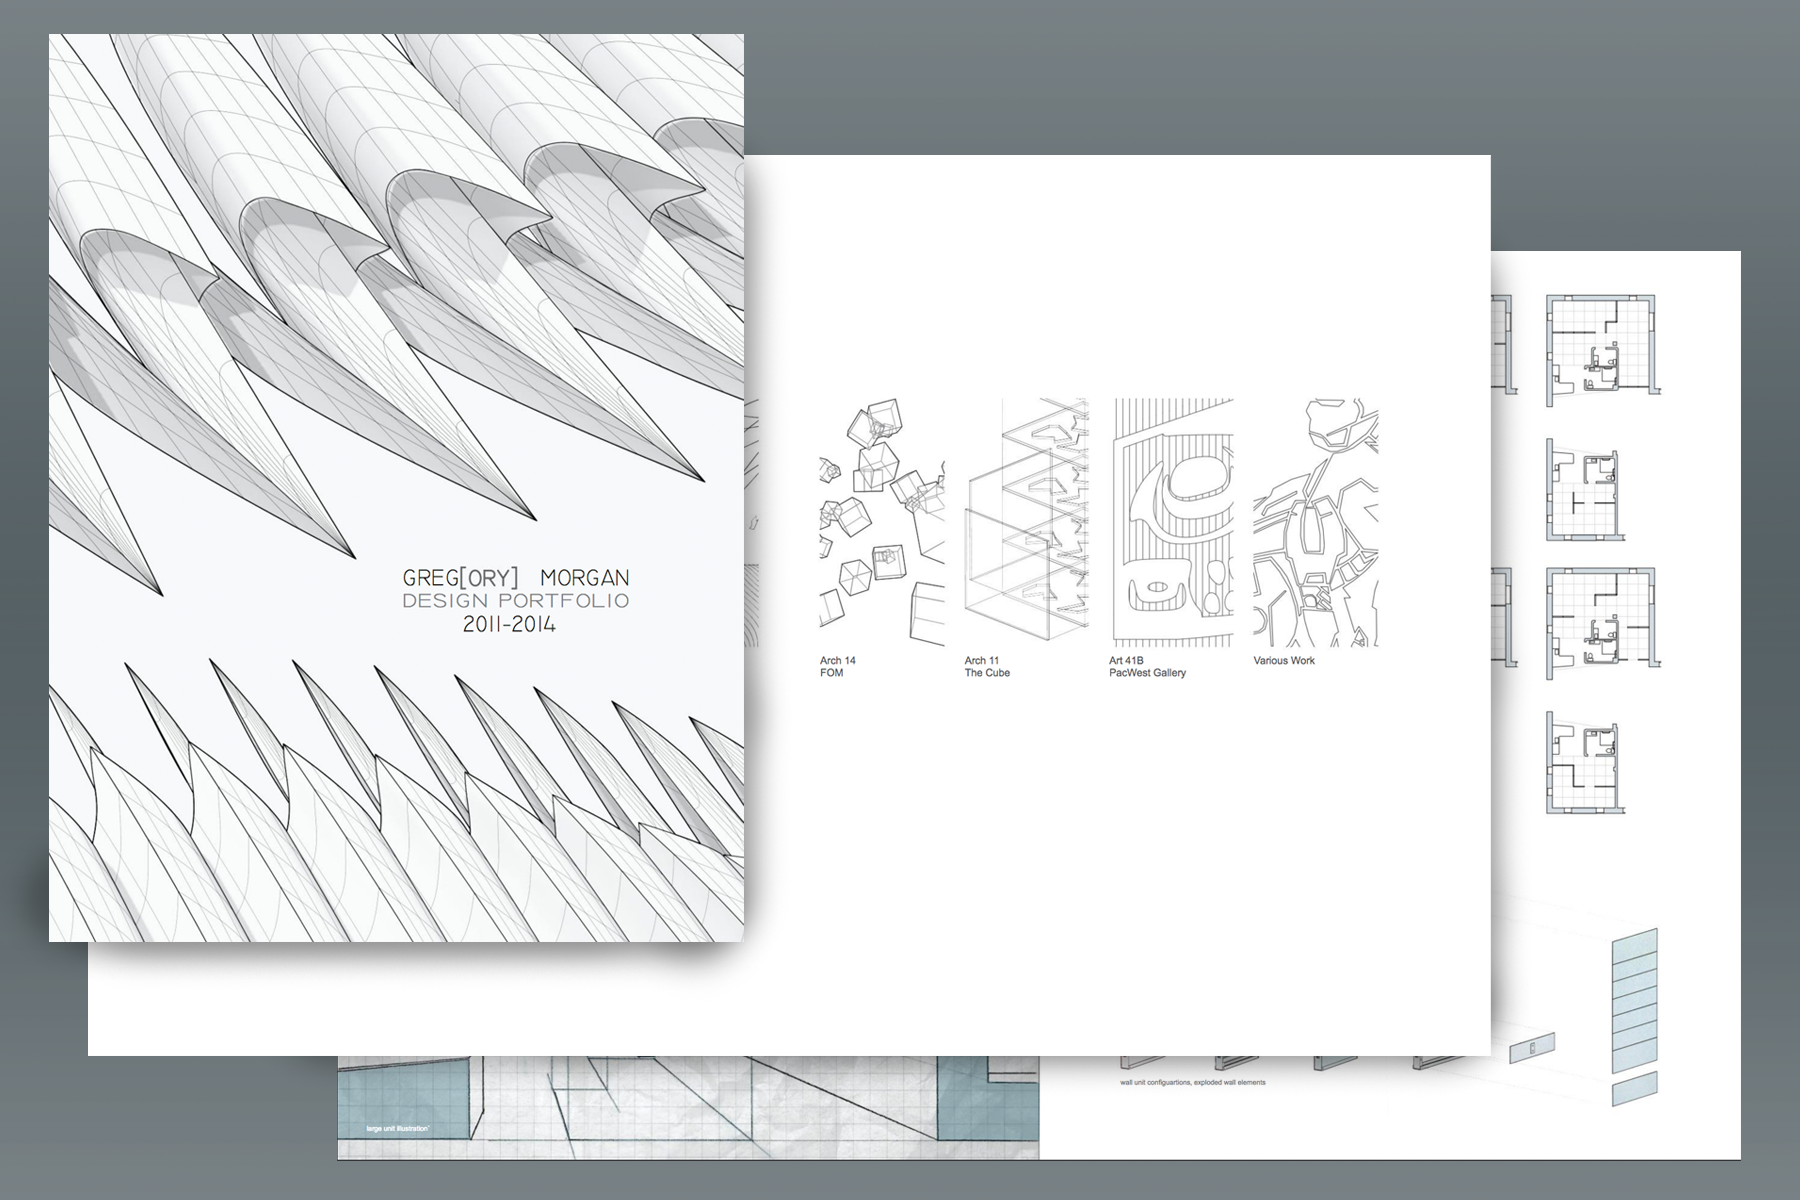 GREG[ORY] MORGAN
DESIGN PORTFOLIO
2011-2014
Arch 14
FOM
Arch 11
The Cube
Art 41B
PacWest Gallery
Various Work
wall unit configuartions, exploded wall elements
large unit illustration